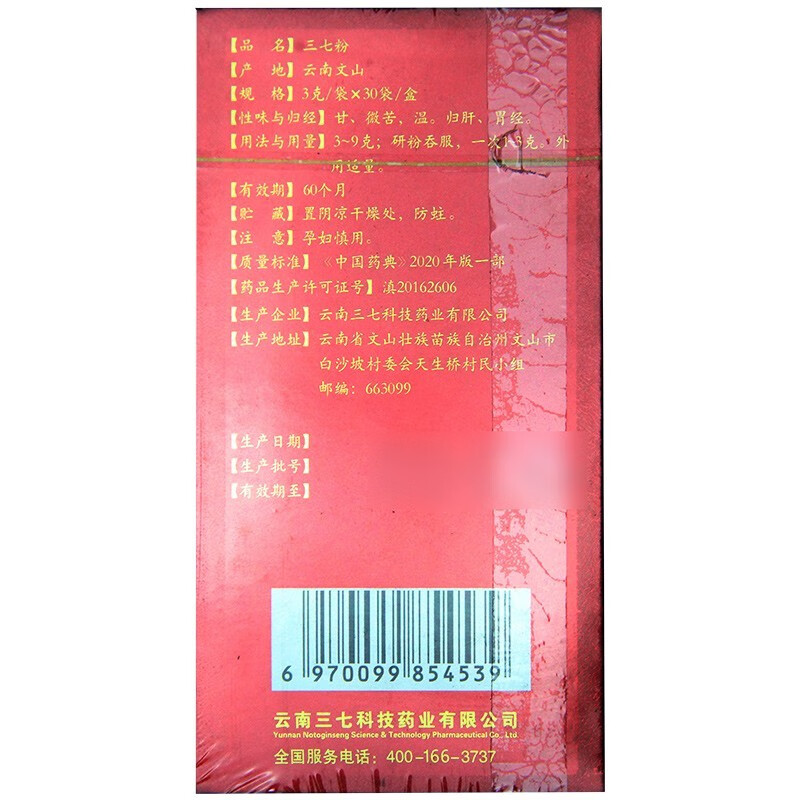 【品　名】三七粉
【产　地】云南文山
【规　格】3克/袋×30袋/盒
【性味与归经】甘、微苦，温。归肝、胃经。
【用法与用量】3~9克；研粉吞服，一次1-3克。外
用适量。
【有效期】60个月
【贮　藏】置阴凉干燥处，防蛀。
【注　意】孕妇慎用。
【质量标准】《中国药典》2020年版一部
【药品生产许可证号】滇20162606
【生产企业】云南三七科技药业有限公司
【生产地址】云南省文山壮族苗族自治州文山市
白沙坡村委会天生桥村民小组
邮编：663099
【生产日期】
【生产批号】
【有效期至】
6 970099 854539
云南三七科技药业有限公司
Yunnan Notoginseng Science & Technology Pharmaceutical Co., Ltd.
全国服务电话：400-166-3737